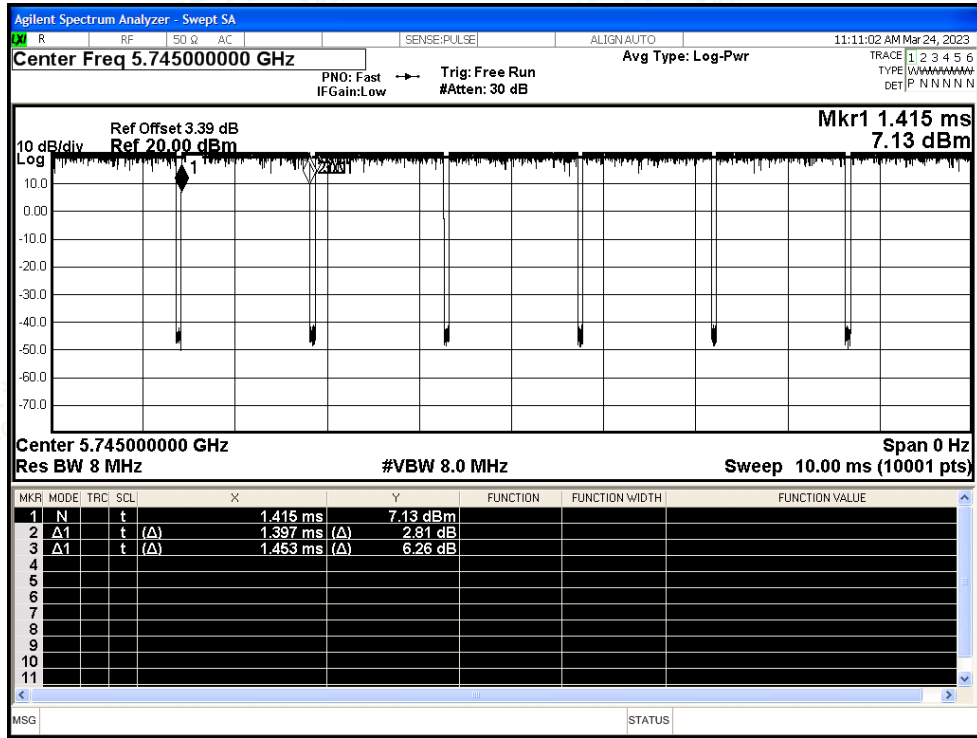 Agilent Spectrum Analyzer - Swept SA
LXI R RF 50 Ω AC SENSE:PULSE ALIGN AUTO 11:11:02 AM Mar 24, 2023
Center Freq 5.745000000 GHz
PNO: Fast
IFGain:Low
Trig: Free Run
#Atten: 30 dB
Avg Type: Log-Pwr
TRACE 1 2 3 4 5 6
TYPE
DET P N N N N N
Mkr1 1.415 ms
7.13 dBm
Ref Offset 3.39 dB
10 dB/div Ref 20.00 dBm
Log
1
10.0
0.00
-10.0
-20.0
-30.0
-40.0
-50.0
-60.0
-70.0
Center 5.745000000 GHz Span 0 Hz
Res BW 8 MHz #VBW 8.0 MHz Sweep 10.00 ms (10001 pts)
MKR MODE TRC SCL X Y FUNCTION FUNCTION WIDTH FUNCTION VALUE
1 N t 1.415 ms 7.13 dBm
2 Δ1 t (Δ) 1.397 ms (Δ) 2.81 dB
3 Δ1 t (Δ) 1.453 ms (Δ) 6.26 dB
4
5
6
7
8
9
10
11
MSG STATUS